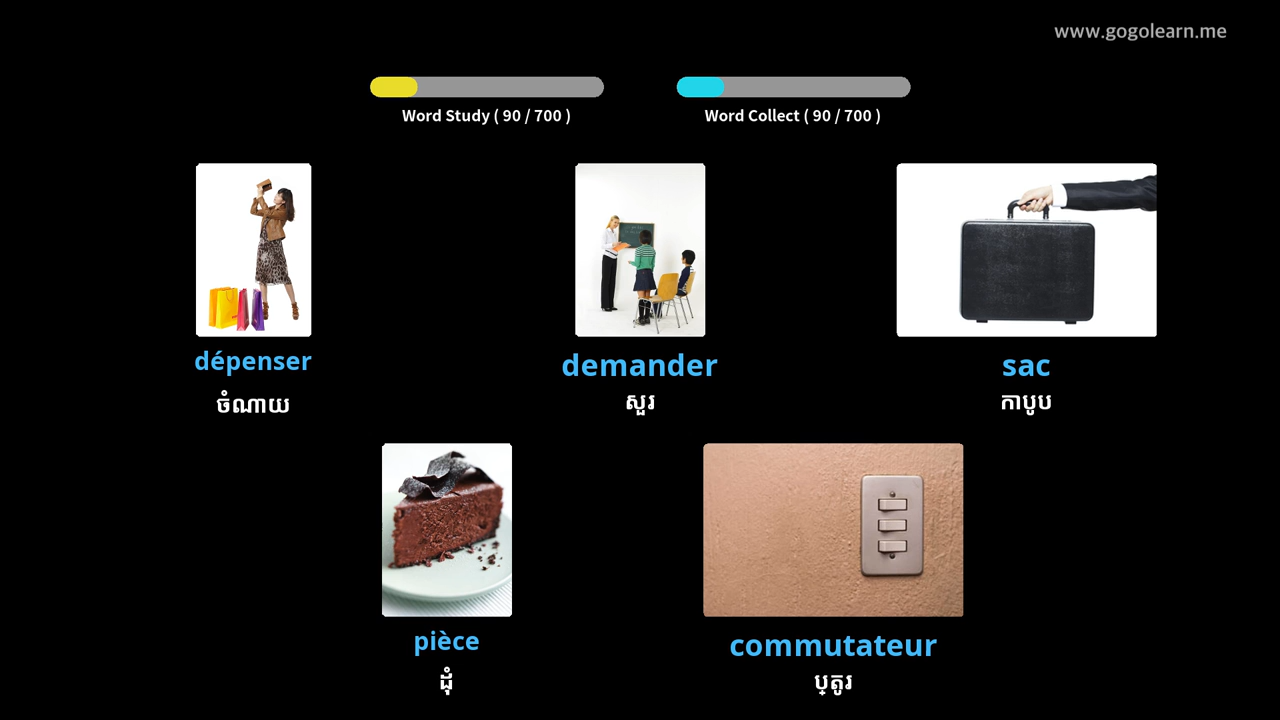 www.gogolearn.me
Word Study ( 90 / 700 )
Word Collect ( 90 / 700 )
dépenser
ចំណាយ
demander
សួរ
sac
កាបូប
pièce
ដុំ
commutateur
ប្តូរ